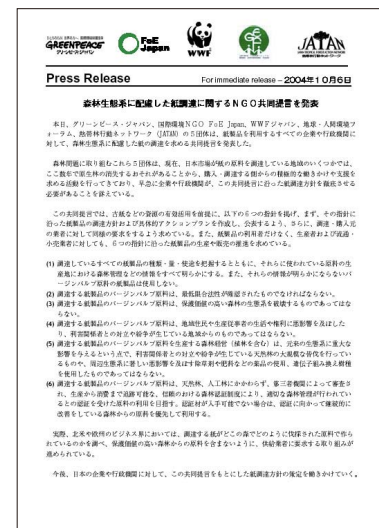 GREENPEACE
グリーンピース・ジャパン
FoE
Japan
WWF
JATAN
Press Release
For immediate release – 2004年10月6日
森林生態系に配慮した紙調達に関するNGO共同提言を発表
本日、グリーンピース・ジャパン、国際環境NGO FoE Japan、WWFジャパン、地球・人間環境フ
ォーラム、熱帯林行動ネットワーク(JATAN)の5団体は、紙製品を利用するすべての企業や行政機関に
対して、森林生態系に配慮した紙の調達を求める共同提言を発表した。
森林問題に取り組むこれら5団体は、現在、日本市場が紙の原料を調達している地域のいくつかでは、
ここ数年で原生林の消失するおそれがあることから、購入・調達する側からの積極的な働きかけや支援を
求める活動を行ってきており、早急に企業や行政機関が、この共同提言に沿った紙調達方針を徹底させる
必要があることを訴えている。
この共同提言では、古紙などの資源の有効活用を前提に、以下の6つの指針を掲げ、まず、その指針に
沿った紙製品の調達方針および具体的アクションプランを作成し、公表するよう、さらに、調達・購入元
の業者に対しても同様の要求をするよう求めている。また、紙製品の利用者だけでなく、生産者および流通・
小売業者に対しても、6つの指針に沿った紙製品の生産や販売の推進を求めている。
(1) 調達しているすべての紙製品の種類・量・使途を把握するとともに、それらに使われている原料の生
産地における森林管理などの情報をすべて明らかにする。また、それらの情報が明らかにならないバ
ージンパルプ原料の紙製品は使用しない。
(2) 調達する紙製品のバージンパルプ原料は、最低限合法性が確認されたものでなければならない。
(3) 調達する紙製品のバージンパルプ原料は、保護価値の高い森林の生態系を破壊するものであってはな
らない。
(4) 調達する紙製品のバージンパルプ原料は、地域住民や生産従事者の生活や権利に悪影響を及ぼした
り、利害関係者との対立や紛争が生じている地域からのものであってはならない。
(5) 調達する紙製品のバージンパルプ原料を生産する森林経営(植林を含む)は、元来の生態系に重大な
影響を与えるという点で、利害関係者との対立や紛争が生じている天然林の大規模な皆伐を行ってい
るものや、周辺生態系に著しい悪影響を及ぼす除草剤や肥料などの薬品の使用、遺伝子組み換え樹種
を使用したものであってはならない。
(6) 調達する紙製品のバージンパルプ原料は、天然林、人工林にかかわらず、第三者機関によって審査さ
れ、生産から消費まで追跡可能な、信頼のおける森林認証制度により、適切な森林管理が行われてい
るとの認証を受けた原料の利用を目指す。認証材が入手可能でない場合は、認証に向かって継続的に
改善をしている森林からの原料を優先して利用する。
実際、北米や欧州のビジネス界においては、調達する紙がどこの森でどのように伐採された原料で作ら
れているのかを調べ、保護価値の高い森林からの原料を含まないように、供給業者に要求する取り組みが
進められている。
今後、日本の企業や行政機関に対して、この共同提言をもとにした紙調達方針の策定を働きかけていく。